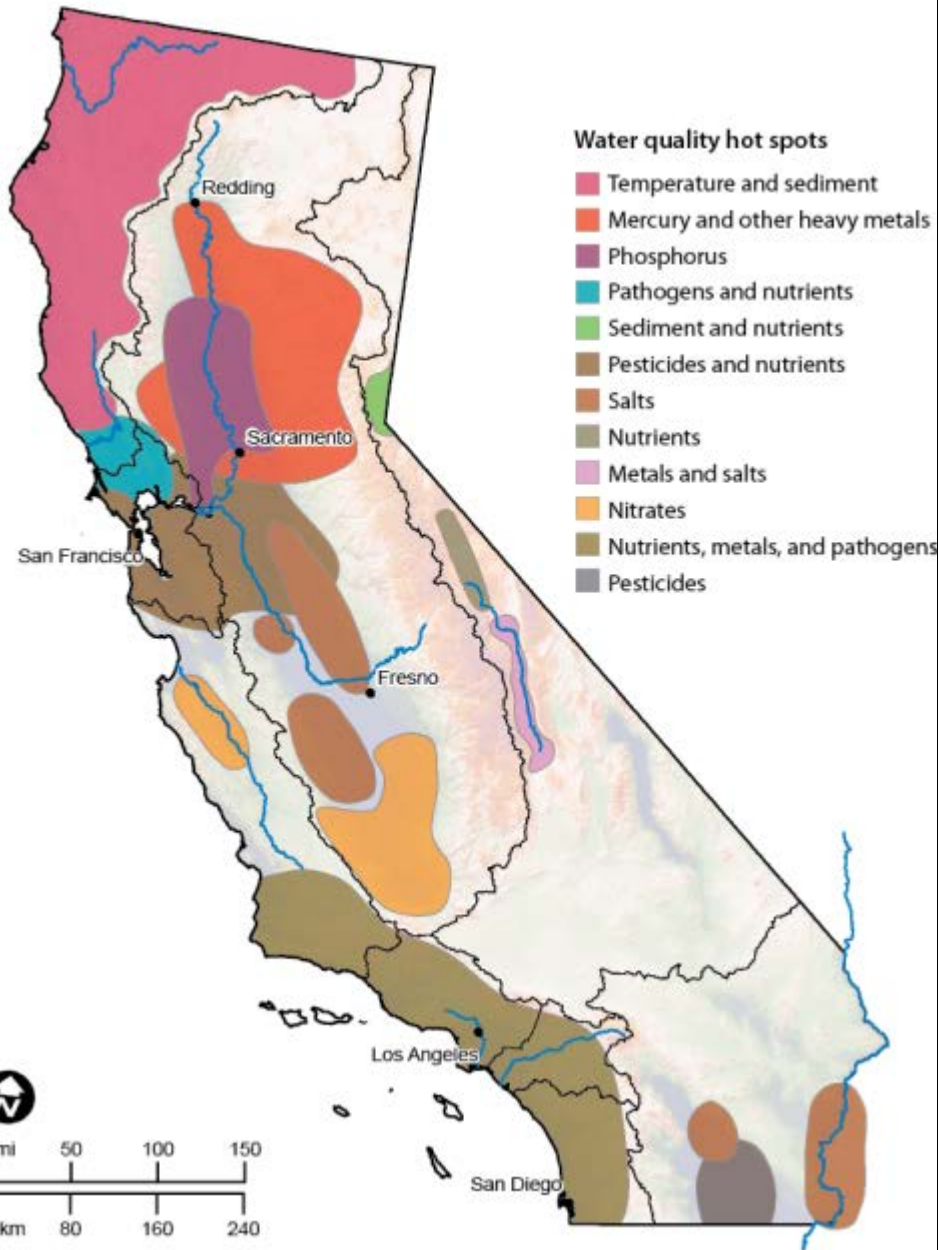 Water quality hot spots
Temperature and sediment
Mercury and other heavy metals
Phosphorus
Pathogens and nutrients
Sediment and nutrients
Pesticides and nutrients
Salts
Nutrients
Metals and salts
Nitrates
Nutrients, metals, and pathogens
Pesticides
Redding
Sacramento
San Francisco
Fresno
Los Angeles
San Diego
N
mi 50 100 150
km 80 160 240